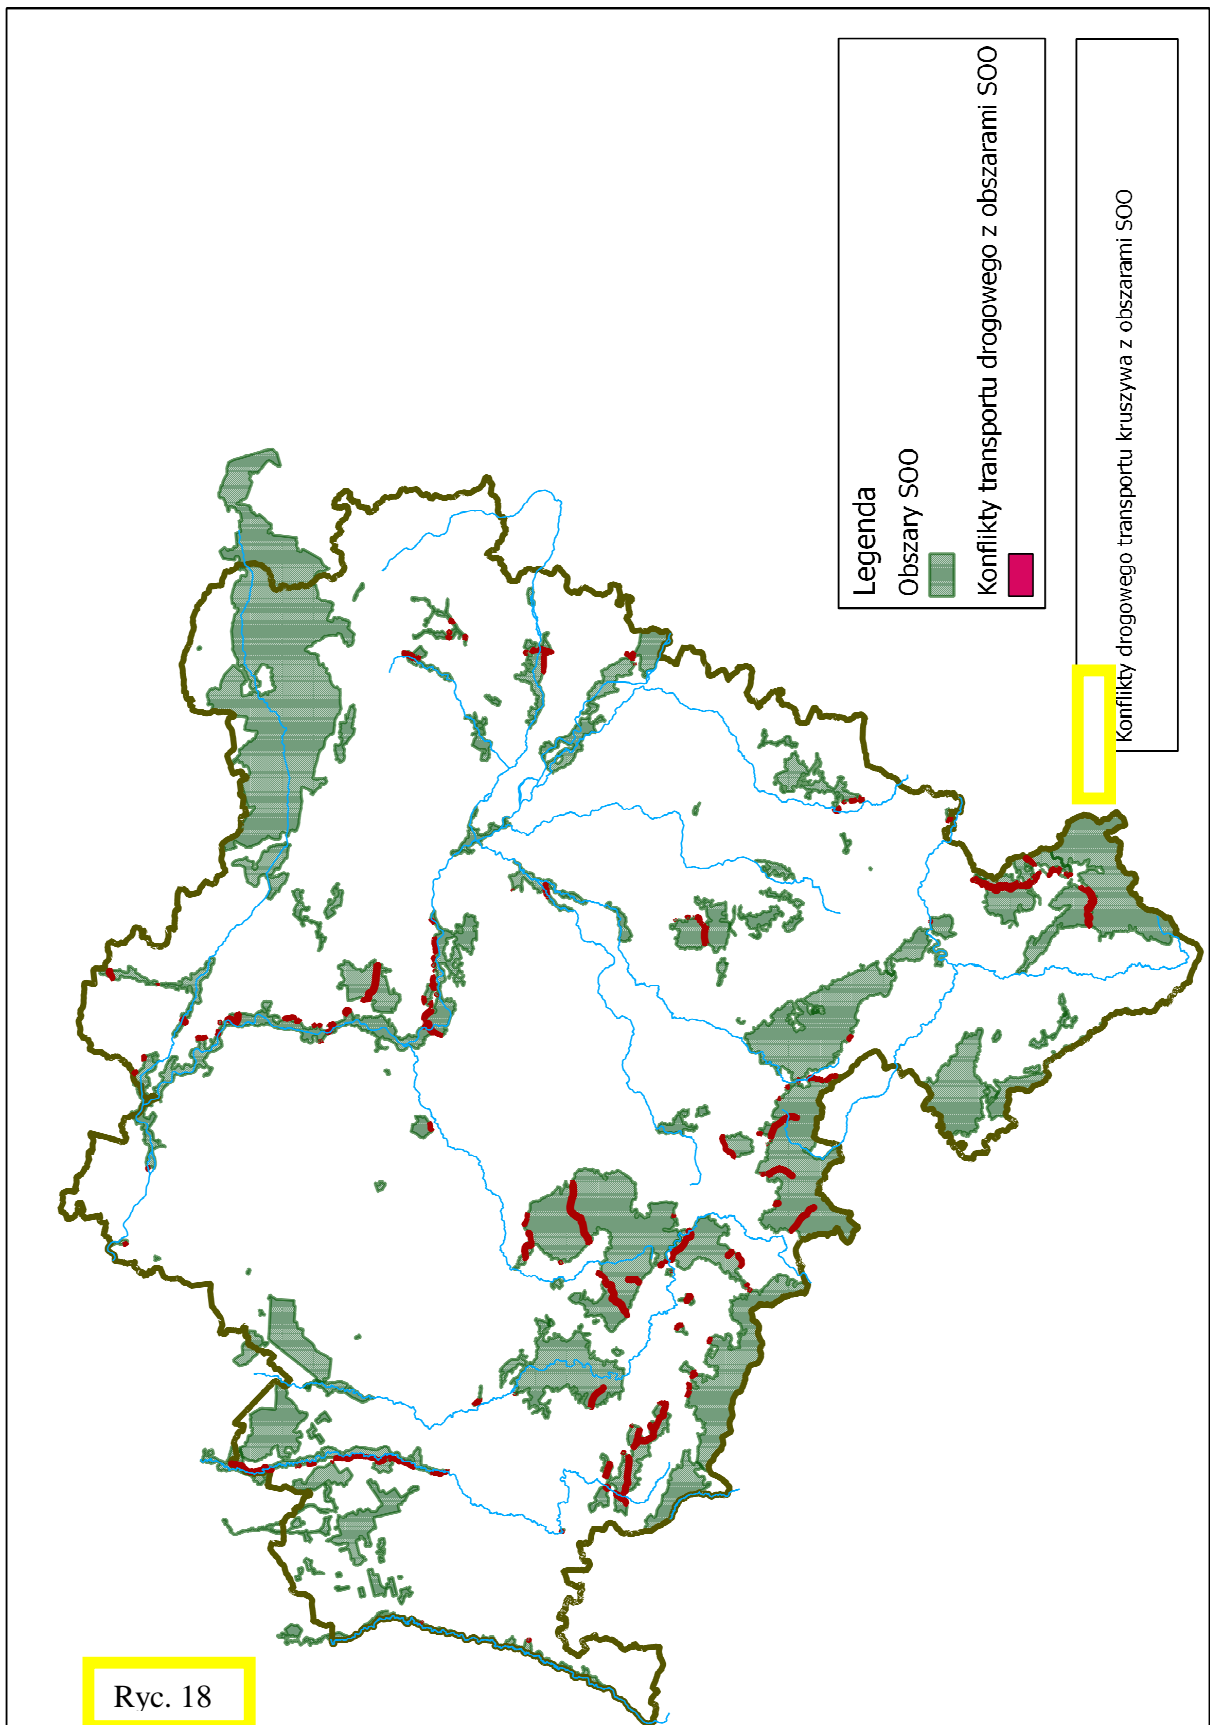 Legenda
Obszary SOO
Konflikty transportu drogowego z obszarami SOO
Konflikty drogowego transportu kruszywa z obszarami SOO
Ryc. 18